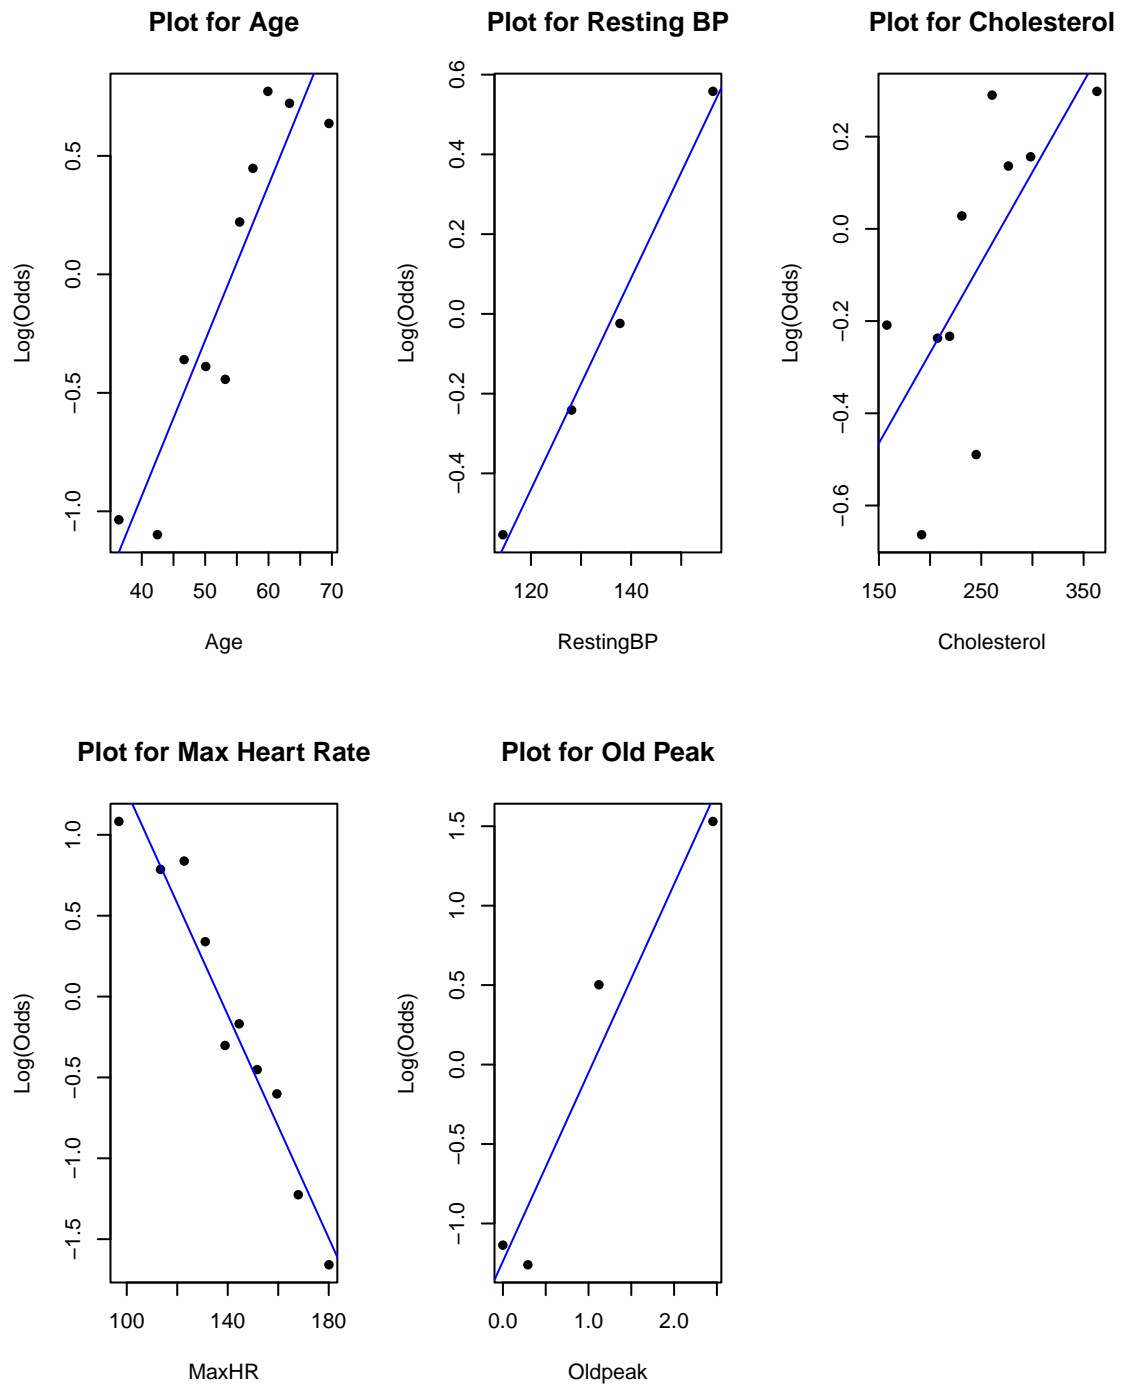 Plot for Age
Log(Odds)
0.5
0.0
−0.5
−1.0
40
50
60
70
Age
Plot for Resting BP
Log(Odds)
0.6
0.4
0.2
0.0
−0.2
−0.4
120
140
RestingBP
Plot for Cholesterol
Log(Odds)
0.2
0.0
−0.2
−0.4
−0.6
150
250
350
Cholesterol
Plot for Max Heart Rate
Log(Odds)
1.0
0.5
0.0
−0.5
−1.0
−1.5
100
140
180
MaxHR
Plot for Old Peak
Log(Odds)
1.5
1.0
0.5
0.0
−0.5
−1.0
0.0
1.0
2.0
Oldpeak